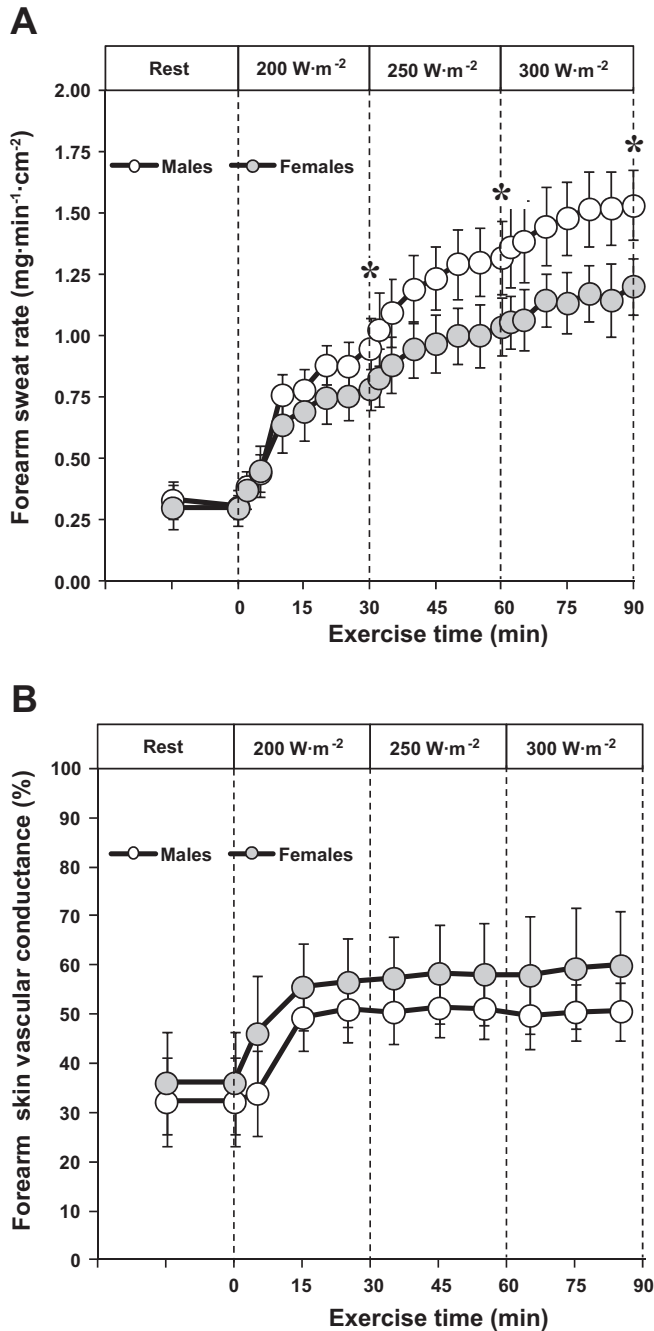 A
Rest 200 W·m⁻² 250 W·m⁻² 300 W·m⁻²
2.00
1.75
1.50
1.25
1.00
0.75
0.50
0.25
0.00
Males Females
*
*
*
Forearm sweat rate (mg·min⁻¹·cm⁻²)
0 15 30 45 60 75 90
Exercise time (min)
B
Rest 200 W·m⁻² 250 W·m⁻² 300 W·m⁻²
100
90
80
70
60
50
40
30
20
10
0
Males Females
Forearm skin vascular conductance (%)
0 15 30 45 60 75 90
Exercise time (min)